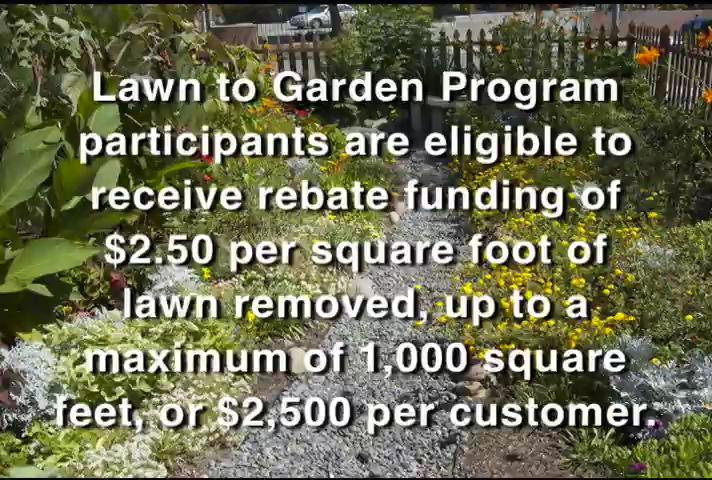 Lawn to Garden Program
participants are eligible to
receive rebate funding of
$2.50 per square foot of
lawn removed, up to a
maximum of 1,000 square
feet, or $2,500 per customer.